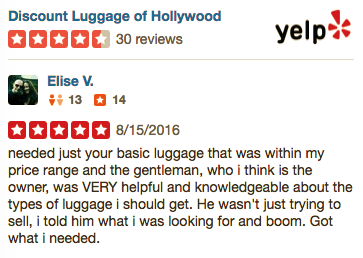 Discount Luggage of Hollywood
30 reviews
yelp
Elise V.
13 14
8/15/2016
needed just your basic luggage that was within my
price range and the gentleman, who i think is the
owner, was VERY helpful and knowledgeable about the
types of luggage i should get. He wasn't just trying to
sell, i told him what i was looking for and boom. Got
what i needed.